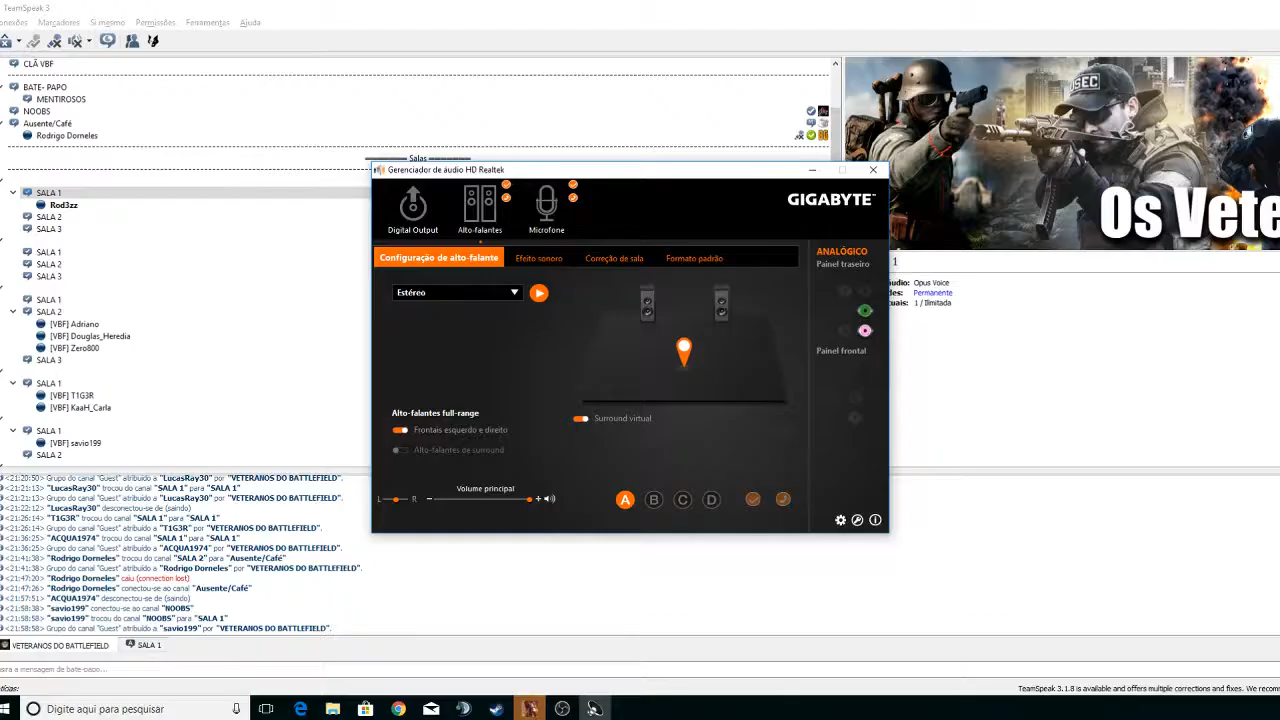 TeamSpeak 3
onexões Marcadores Si mesmo Permissões Ferramentas Ajuda
CLÃ VBF
BATE- PAPO
MENTIROSOS
NOOBS
Ausente/Café
Rodrigo Dorneles
Salas
SALA 1
Rod3zz
SALA 2
SALA 3
SALA 1
SALA 2
SALA 3
SALA 1
SALA 2
[VBF] Adriano
[VBF] Douglas_Heredia
[VBF] Zero800
SALA 3
SALA 1
[VBF] T1G3R
[VBF] KaaH_Carla
SALA 1
[VBF] savio199
SALA 2
USEC
Os Vete
1
údio: Opus Voice
des: Permanente
tuais: 1 / Ilimitada
Gerenciador de áudio HD Realtek
GIGABYTE™
Digital Output Alto-falantes Microfone
Configuração de alto-falante Efeito sonoro Correção de sala Formato padrão
ANALÓGICO
Painel traseiro
Estéreo
Painel frontal
Alto-falantes full-range
Frontais esquerdo e direito
Alto-falantes de surround
Surround virtual
Volume principal
L R - +
A B C D
<21:20:50> Grupo do canal "Guest" atribuído a "LucasRay30" por "VETERANOS DO BATTLEFIELD".
<21:21:13> "LucasRay30" trocou do canal "SALA 1" para "SALA 1"
<21:21:13> Grupo do canal "Guest" atribuído a "LucasRay30" por "VETERANOS DO BATTLEFIELD".
<21:22:12> "LucasRay30" desconectou-se de (saindo)
<21:26:14> "T1G3R" trocou do canal "SALA 1" para "SALA 1"
<21:26:14> Grupo do canal "Guest" atribuído a "T1G3R" por "VETERANOS DO BATTLEFIELD".
<21:36:25> "ACQUA1974" trocou do canal "SALA 1" para "SALA 1"
<21:36:25> Grupo do canal "Guest" atribuído a "ACQUA1974" por "VETERANOS DO BATTLEFIELD".
<21:41:38> "Rodrigo Dorneles" trocou do canal "SALA 2" para "Ausente/Café"
<21:41:38> Grupo do canal "Guest" atribuído a "Rodrigo Dorneles" por "VETERANOS DO BATTLEFIELD".
<21:47:20> "Rodrigo Dorneles" caiu (connection lost)
<21:47:26> "Rodrigo Dorneles" conectou-se ao canal "Ausente/Café"
<21:57:51> "ACQUA1974" desconectou-se de (saindo)
<21:58:38> "savio199" conectou-se ao canal "NOOBS"
<21:58:58> "savio199" trocou do canal "NOOBS" para "SALA 1"
<21:58:58> Grupo do canal "Guest" atribuído a "savio199" por "VETERANOS DO BATTLEFIELD".
VETERANOS DO BATTLEFIELD SALA 1
sira a mensagem de bate-papo...
tícias: TeamSpeak 3.1.8 is available and offers multiple corrections and fixes. We recomm
Digite aqui para pesquisar